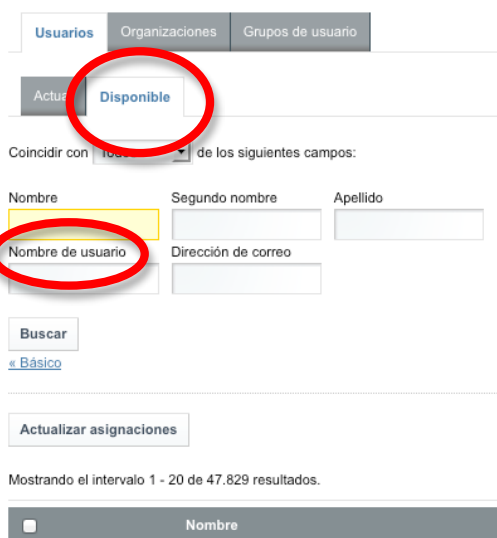 Usuarios Organizaciones Grupos de usuario
Disponible
Coincidir con de los siguientes campos:
Nombre Segundo nombre Apellido
Nombre de usuario Dirección de correo
Buscar
« Básico
Actualizar asignaciones
Mostrando el intervalo 1 - 20 de 47.829 resultados.
Nombre